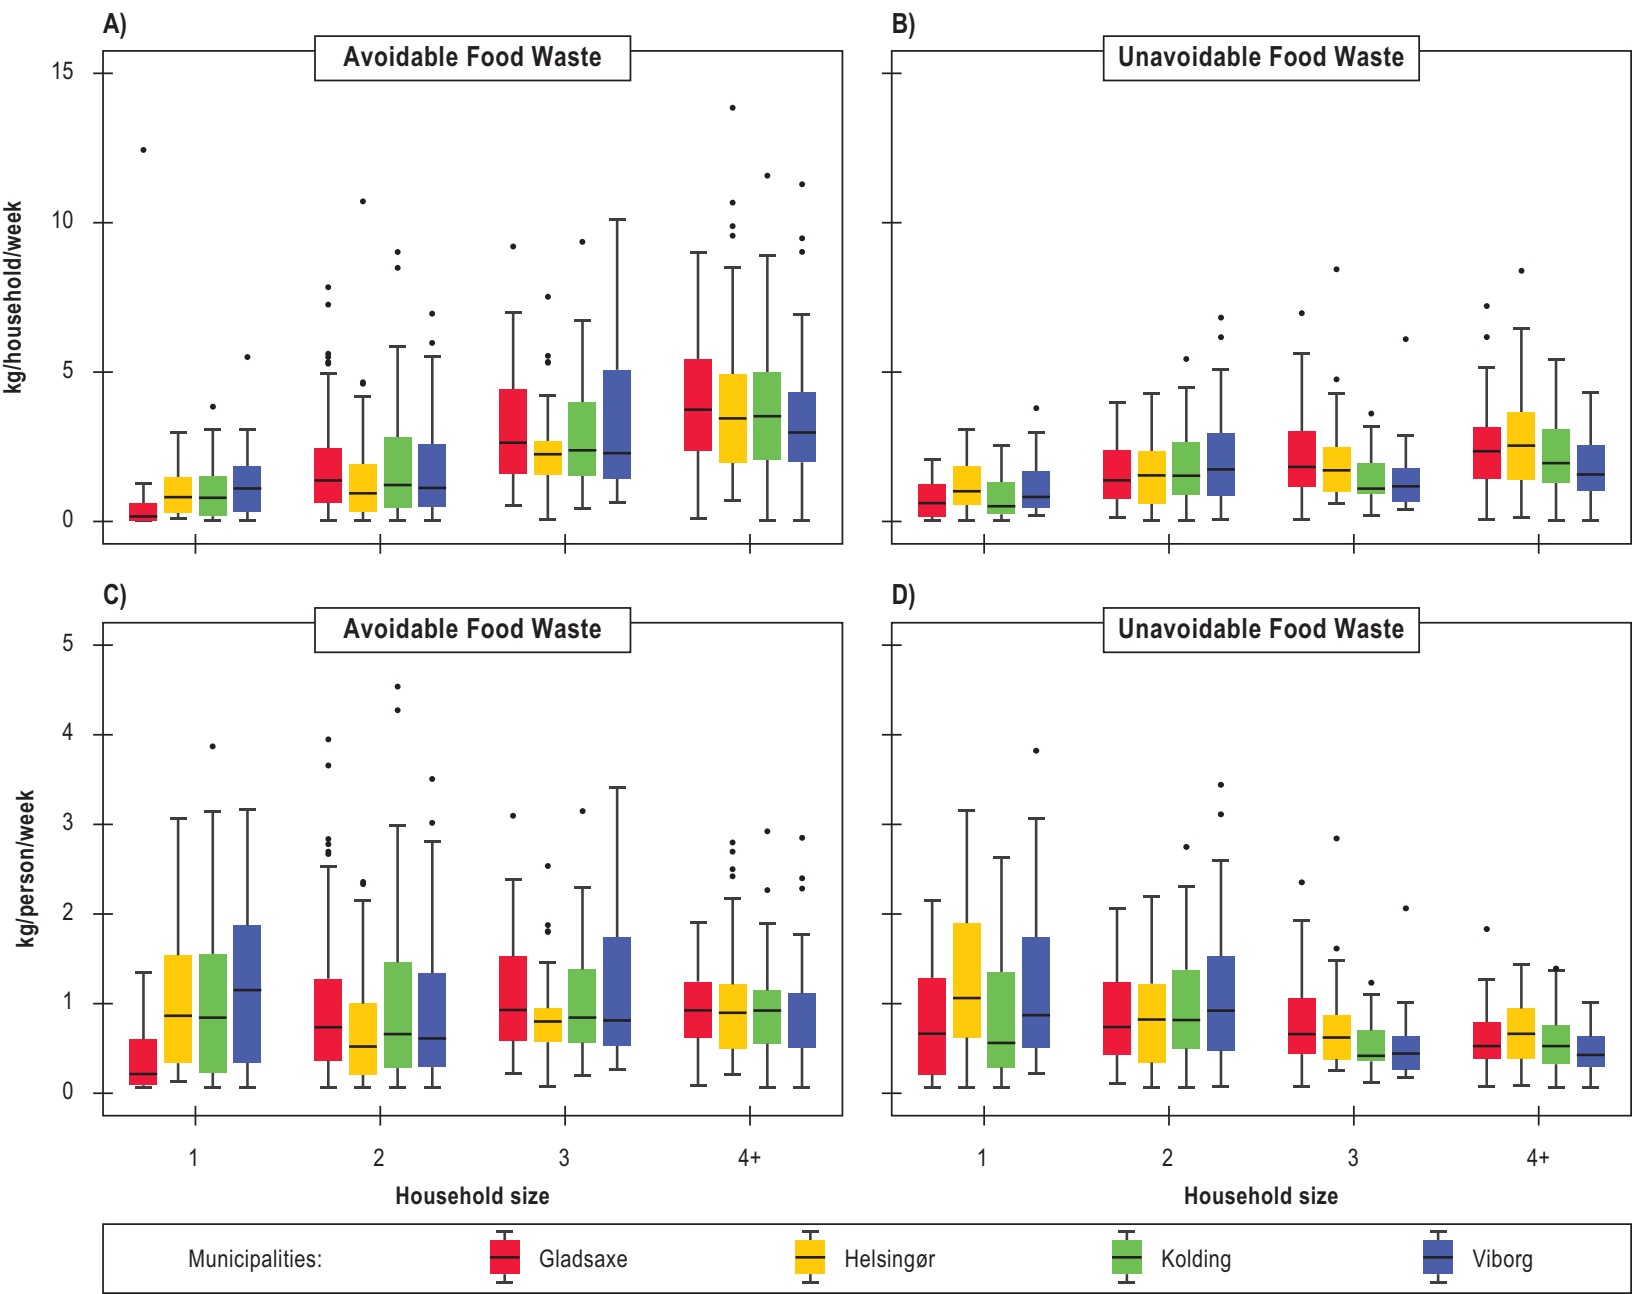 A)
B)
Avoidable Food Waste
Unavoidable Food Waste
15
10
5
0
kg/household/week
C)
D)
Avoidable Food Waste
Unavoidable Food Waste
5
4
3
2
1
0
kg/person/week
1 2 3 4+
1 2 3 4+
Household size
Household size
Municipalities: Gladsaxe Helsingør Kolding Viborg